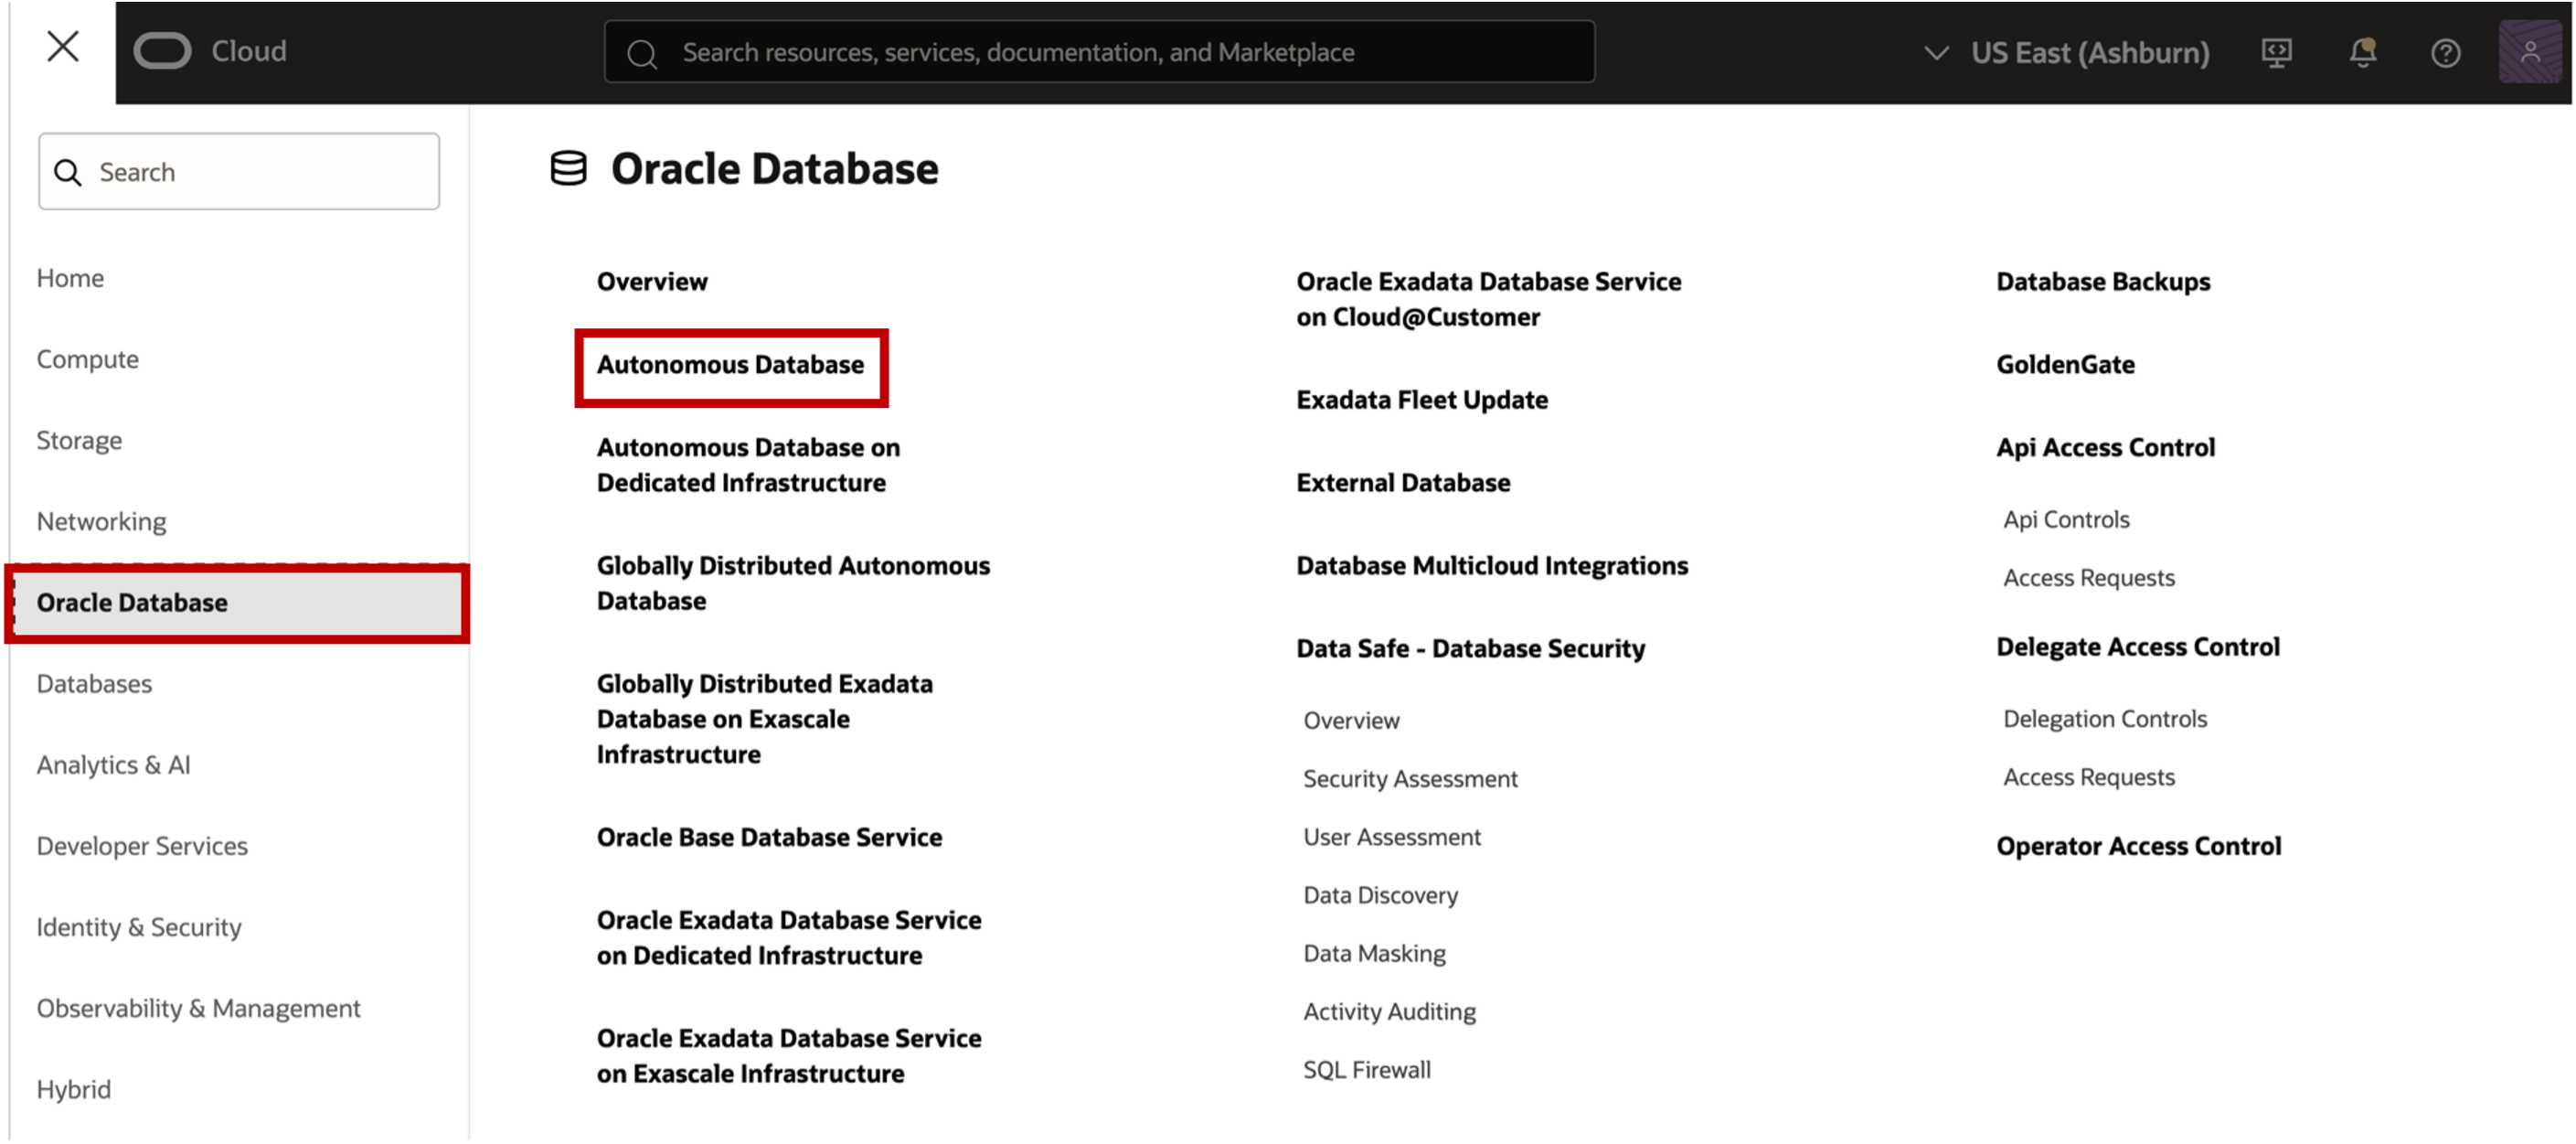 Cloud
Search resources, services, documentation, and Marketplace
US East (Ashburn)
Search
Home
Compute
Storage
Networking
Oracle Database
Databases
Analytics & AI
Developer Services
Identity & Security
Observability & Management
Hybrid
Oracle Database
Overview
Autonomous Database
Autonomous Database on
Dedicated Infrastructure
Globally Distributed Autonomous
Database
Globally Distributed Exadata
Database on Exascale
Infrastructure
Oracle Base Database Service
Oracle Exadata Database Service
on Dedicated Infrastructure
Oracle Exadata Database Service
on Exascale Infrastructure
Oracle Exadata Database Service
on Cloud@Customer
Exadata Fleet Update
External Database
Database Multicloud Integrations
Data Safe - Database Security
Overview
Security Assessment
User Assessment
Data Discovery
Data Masking
Activity Auditing
SQL Firewall
Database Backups
GoldenGate
Api Access Control
Api Controls
Access Requests
Delegate Access Control
Delegation Controls
Access Requests
Operator Access Control